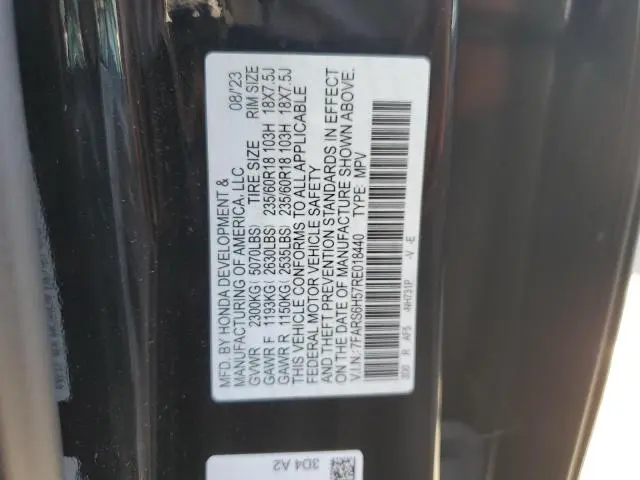 MFD. BY HONDA DEVELOPMENT &
MANUFACTURING OF AMERICA, LLC 08/23
GVWR 2300KG(5070LBS) TIRE SIZE RIM SIZE
GAWR F 1193KG(2630LBS) 235/60R18 103H 18X7.5J
GAWR R 1150KG(2535LBS) 235/60R18 103H 18X7.5J
THIS VEHICLE CONFORMS TO ALL APPLICABLE
FEDERAL MOTOR VEHICLE SAFETY
AND THEFT PREVENTION STANDARDS IN EFFECT
ON THE DATE OF MANUFACTURE SHOWN ABOVE.
V.I.N.: 7FARS6H57RE018440 TYPE: MPV
3D0 R AF5 -NH731P -V -E
3D4 A2